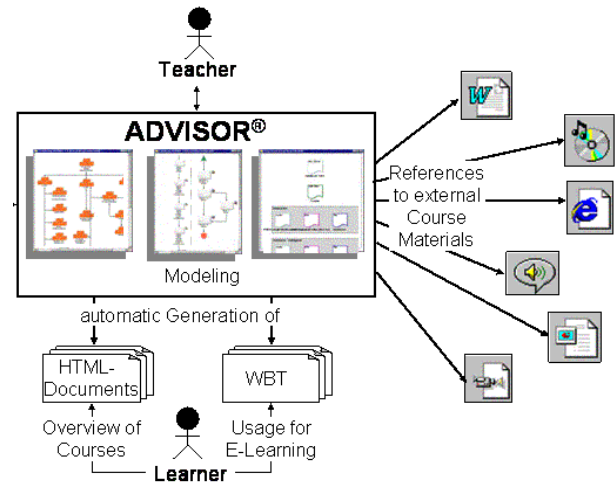 Teacher
ADVISOR®
Modeling
References
to external
Course
Materials
automatic Generation of
HTML-
Documents
WBT
Overview of
Courses
Usage for
E-Learning
Learner